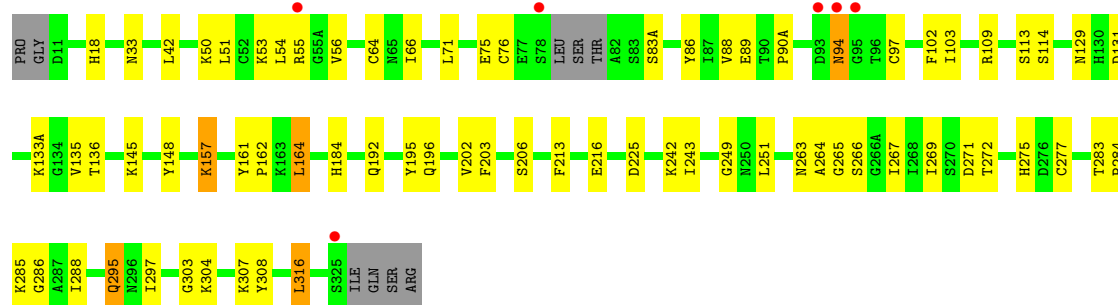 PRO GLY D11 H18 N33 L42 K50 L51 C52 K53 L54 R55 G55A V56 C64 N65 I66 L71 E75 C76 E77 S78 LEU SER THR A82 S83 S83A Y86 I87 V88 E89 T90 P90A D93 N94 G95 T96 C97 F102 I103 R109 S113 S114 N129 H130 D131
K133A G134 V135 T136 K145 Y148 K157 Y161 P162 K163 L164 H184 Q192 Y195 Q196 V202 F203 S206 F213 E216 D225 K242 I243 G249 N250 L251 N263 A264 G265 S266 G266A I267 I268 I269 S270 D271 T272 H275 D276 C277 T283
K285 G286 A287 I288 Q295 N296 I297 G303 K304 K307 Y308 L316 S325 ILE GLN SER ARG